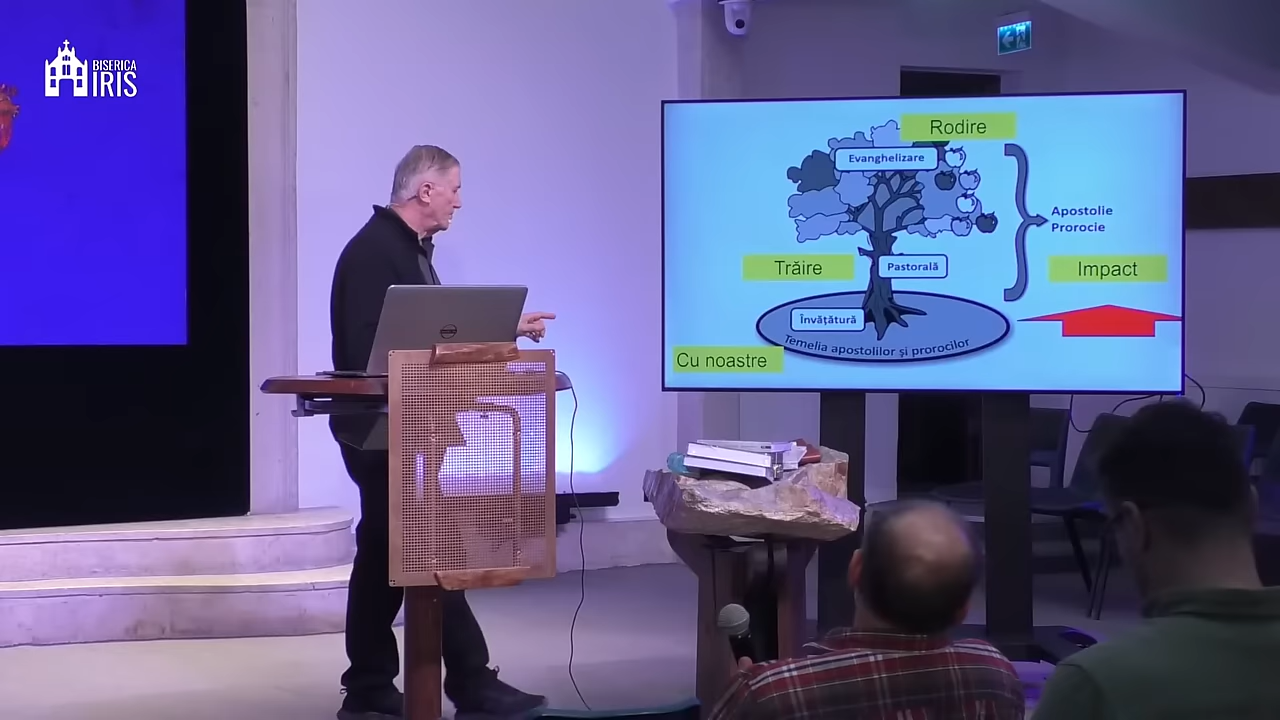 BISERICA
IRIS
Rodire
Evanghelizare
Apostolie
Prorocie
Trăire
Pastorală
Impact
Învățătură
Temelia apostolilor și prorocilor
Cu noastre